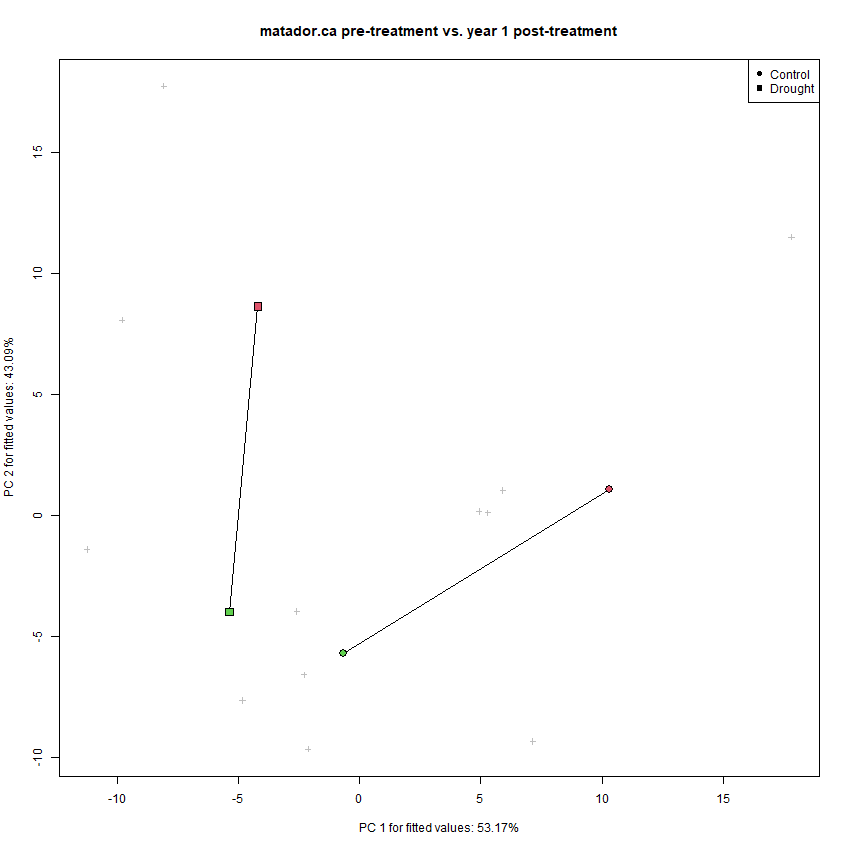 matador.ca pre-treatment vs. year 1 post-treatment
Control
Drought
15
10
5
0
-5
-10
PC 2 for fitted values: 43.09%
-10
-5
0
5
10
15
PC 1 for fitted values: 53.17%